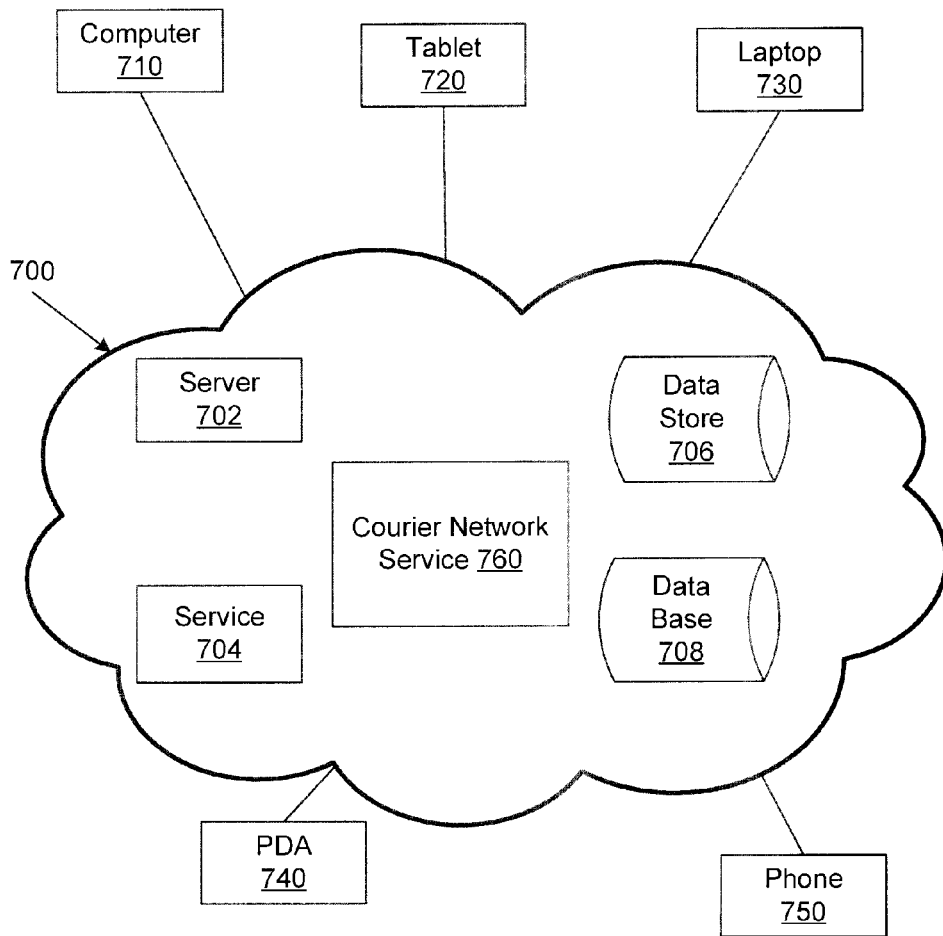 Computer
710
Tablet
720
Laptop
730
700
Server
702
Data
Store
706
Courier Network
Service 760
Service
704
Data
Base
708
PDA
740
Phone
750